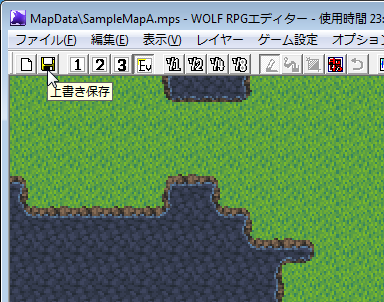 MapData\SampleMapA.mps - WOLF RPGエディター - 使用時間 23:
ファイル(F) 編集(E) 表示(V) レイヤー ゲーム設定 オプション
1 2 3 Ev
上書き保存